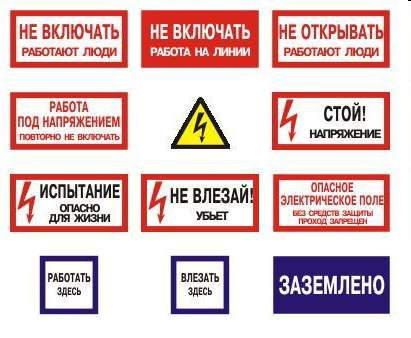 НЕ ВКЛЮЧАТЬ
РАБОТАЮТ ЛЮДИ
НЕ ВКЛЮЧАТЬ
РАБОТА НА ЛИНИИ
НЕ ОТКРЫВАТЬ
РАБОТАЮТ ЛЮДИ
РАБОТА
ПОД НАПРЯЖЕНИЕМ
ПОВТОРНО НЕ ВКЛЮЧАТЬ
СТОЙ!
НАПРЯЖЕНИЕ
ИСПЫТАНИЕ
ОПАСНО
ДЛЯ ЖИЗНИ
НЕ ВЛЕЗАЙ!
УБЬЕТ
ОПАСНОЕ
ЭЛЕКТРИЧЕСКОЕ ПОЛЕ
БЕЗ СРЕДСТВ ЗАЩИТЫ
ПРОХОД ЗАПРЕЩЕН
РАБОТАТЬ
ЗДЕСЬ
ВЛЕЗАТЬ
ЗДЕСЬ
ЗАЗЕМЛЕНО